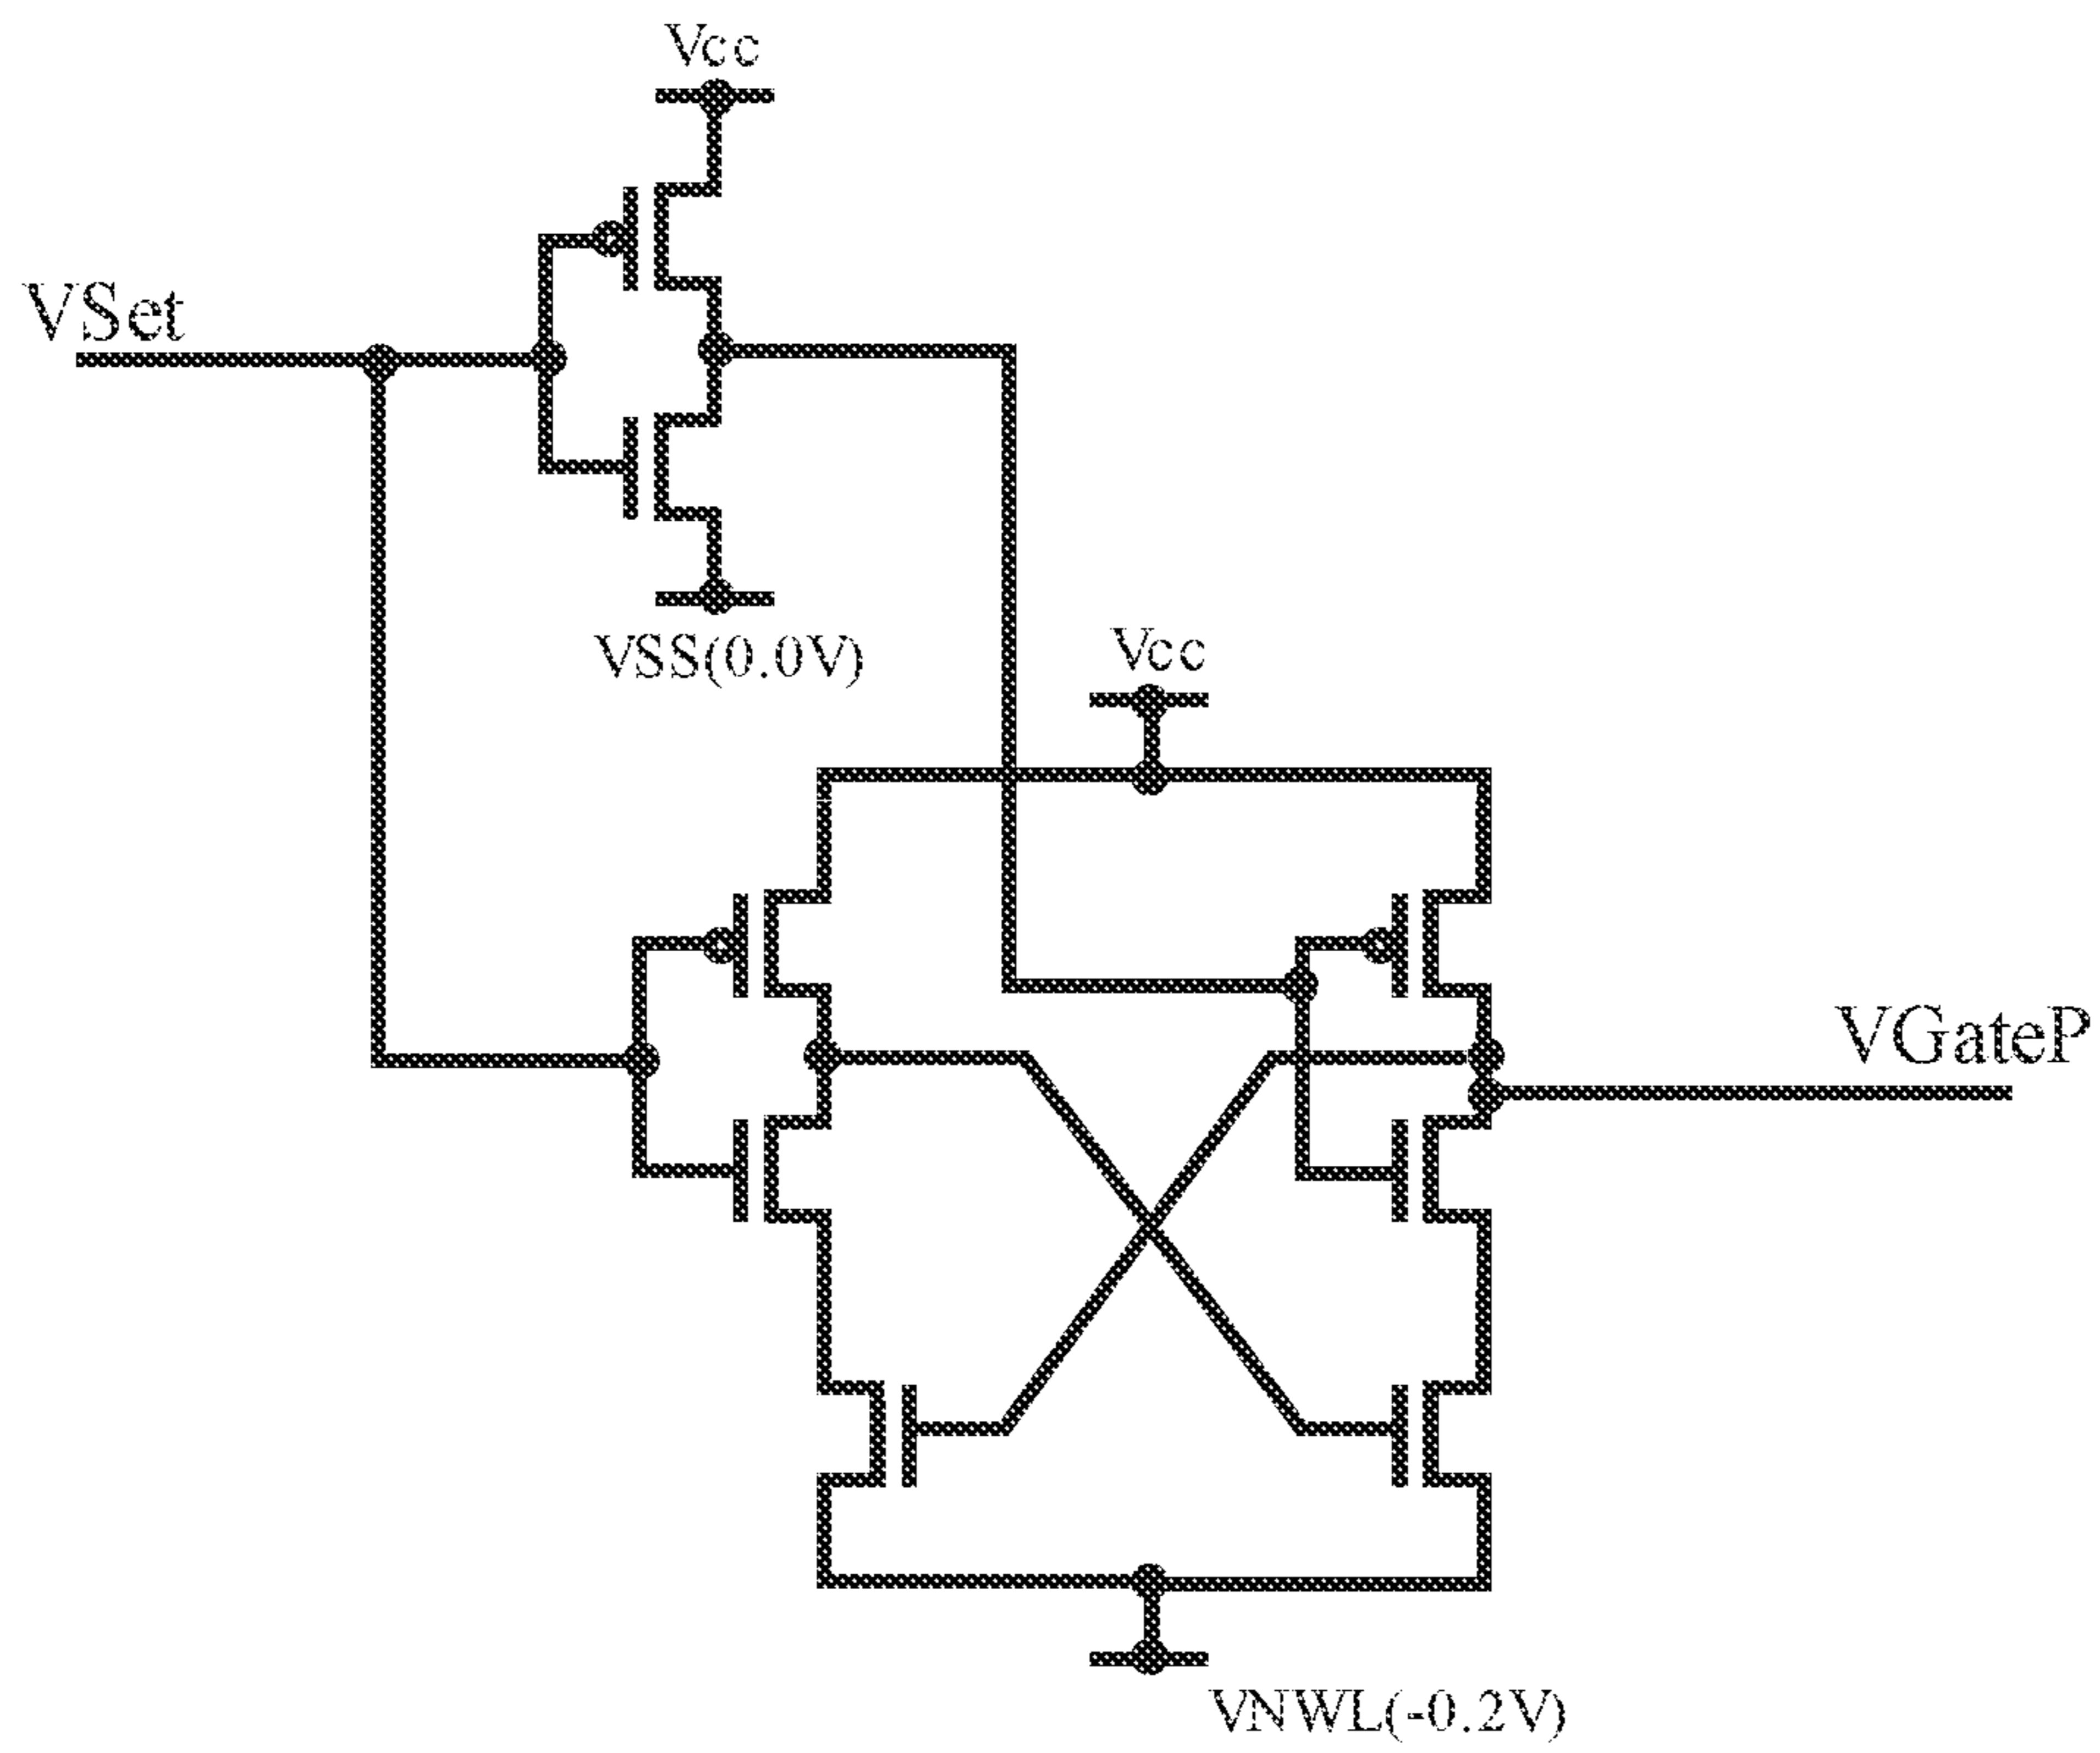 Vcc
VSet
VSS(0.0V)
Vcc
VGateP
VNWL(-0.2V)